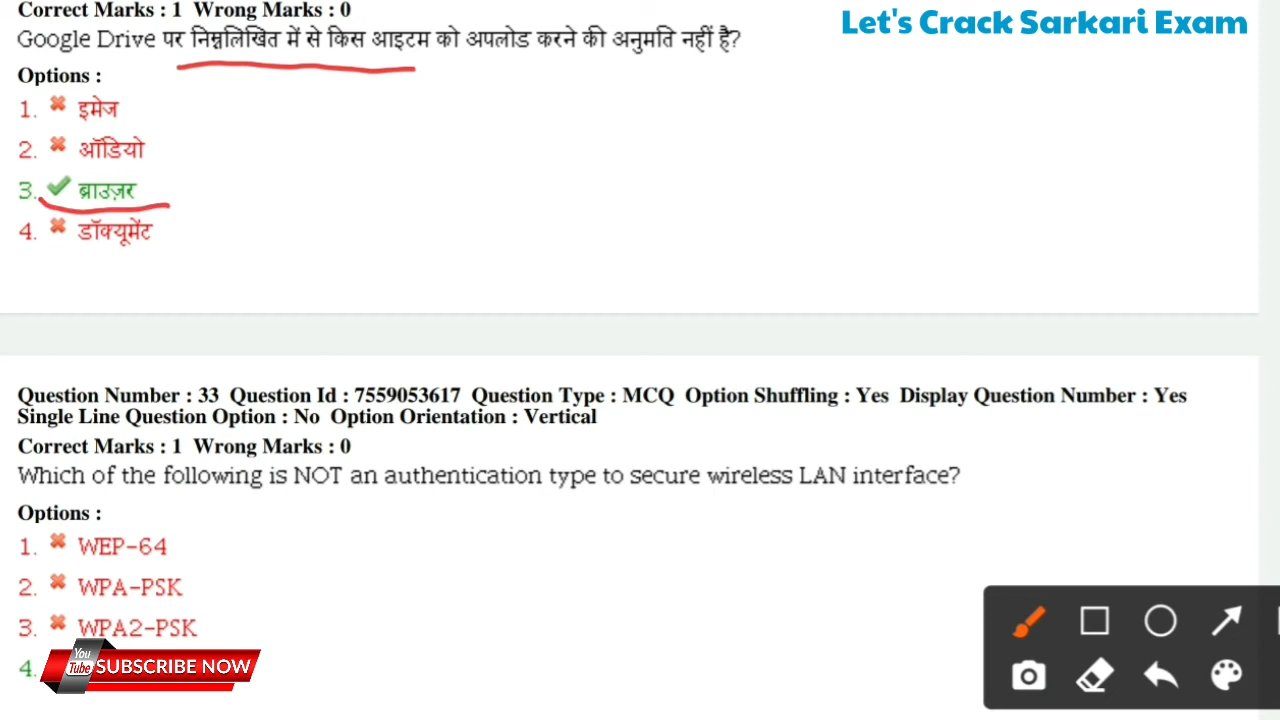 Correct Marks : 1 Wrong Marks : 0
Let's Crack Sarkari Exam
Google Drive पर निम्नलिखित में से किस आइटम को अपलोड करने की अनुमति नहीं है?
Options :
1. इमेज
2. ऑडियो
3. ब्राउज़र
4. डॉक्यूमेंट
Question Number : 33 Question Id : 7559053617 Question Type : MCQ Option Shuffling : Yes Display Question Number : Yes
Single Line Question Option : No Option Orientation : Vertical
Correct Marks : 1 Wrong Marks : 0
Which of the following is NOT an authentication type to secure wireless LAN interface?
Options :
1. WEP-64
2. WPA-PSK
3. WPA2-PSK
4.
You Tube SUBSCRIBE NOW